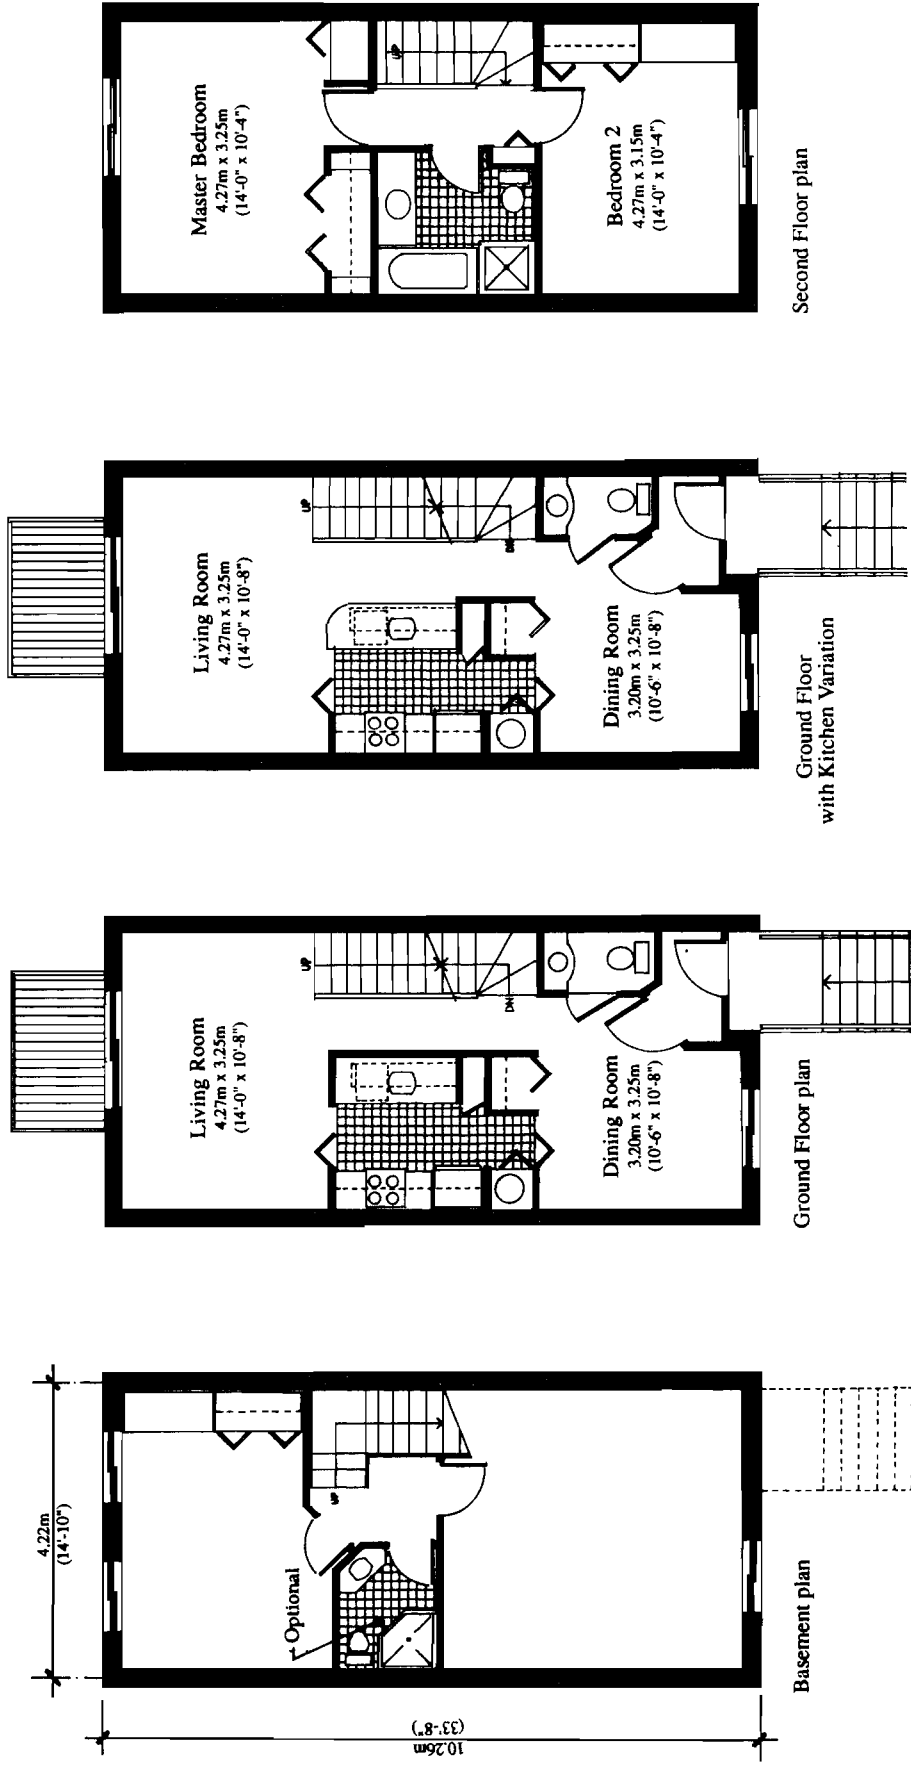 4.22m
(14'-10")
10.26m
(33'-8")
Optional
UP
Basement plan
Living Room
4.27m x 3.25m
(14'-0" x 10'-8")
UP
DN
Dining Room
3.20m x 3.25m
(10'-6" x 10'-8")
Ground Floor plan
Living Room
4.27m x 3.25m
(14'-0" x 10'-8")
UP
DN
Dining Room
3.20m x 3.25m
(10'-6" x 10'-8")
Ground Floor
with Kitchen Variation
Master Bedroom
4.27m x 3.25m
(14'-0" x 10'-4")
UP
Bedroom 2
4.27m x 3.15m
(14'-0" x 10'-4")
Second Floor plan